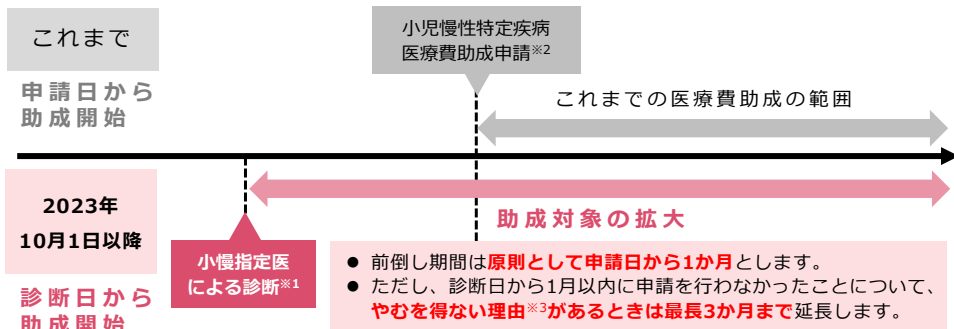 これまで
申請日から
助成開始
小児慢性特定疾病
医療費助成申請※2
これまでの医療費助成の範囲
2023年
10月1日以降
診断日から
助成開始
小慢指定医
による診断※1
助成対象の拡大
● 前倒し期間は原則として申請日から1か月とします。
● ただし、診断日から1月以内に申請を行わなかったことについて、
やむを得ない理由※3があるときは最長3か月まで延長します。